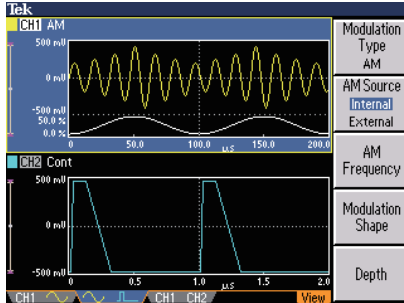 Tek
CH1 AM
500 mV
0 mV
-500 mV
50.0 %
0.0 %
0 50.0 100.0 150.0 200.0
µs
CH2 Cont
500 mV
0 mV
-500 mV
0 0.5 1.0 1.5 2.0
µs
CH1 CH1 CH2 View
Modulation
Type
AM
AM Source
Internal
External
AM
Frequency
Modulation
Shape
Depth